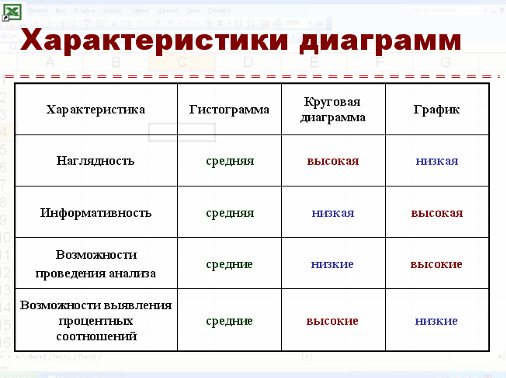 Характеристики диаграмм
Характеристика Гистограмма Круговая диаграмма График
Наглядность средняя высокая низкая
Информативность средняя низкая высокая
Возможности
проведения анализа средние низкие высокие
Возможности выявления
процентных
соотношений средние высокие низкие